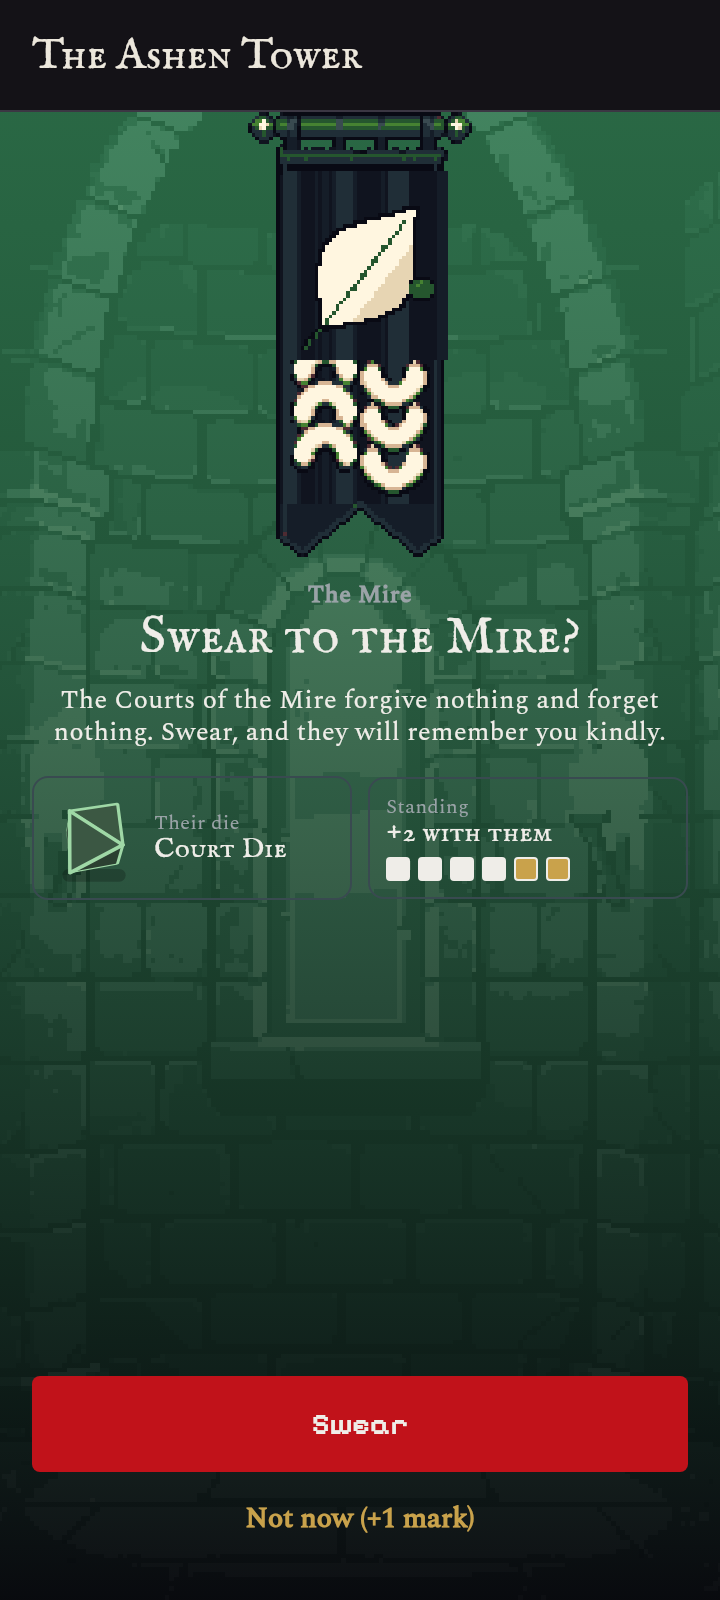 The Ashen Tower
The Mire
Swear to the Mire?
The Courts of the Mire forgive nothing and forget
nothing. Swear, and they will remember you kindly.
Their die
Court Die
Standing
+2 with them
Swear
Not now (+1 mark)